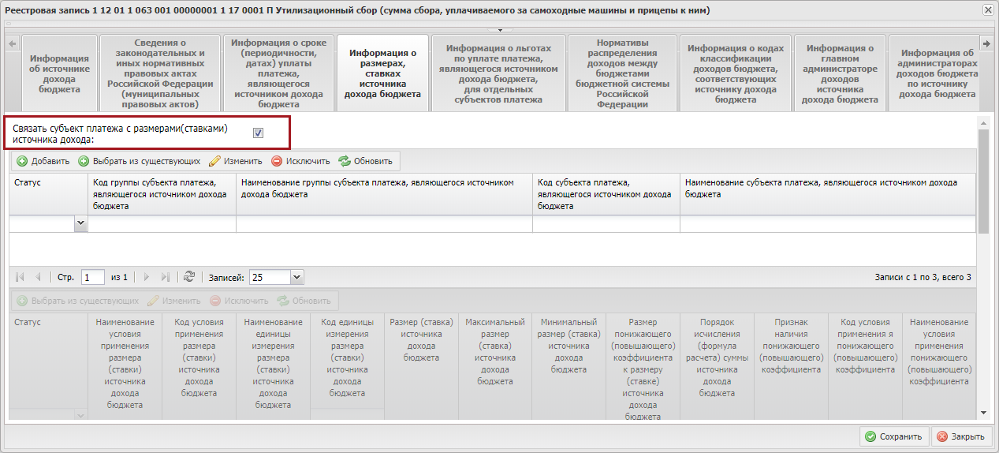 Реестровая запись 1 12 01 1 063 001 00000001 1 17 0001 П Утилизационный сбор (сумма сбора, уплачиваемого за самоходные машины и прицепы к ним)
Информация
об источнике
дохода
бюджета
Сведения о
законодательных и
иных нормативных
правовых актах
Российской Федерации
(муниципальных
правовых актов)
Информация о сроке
(периодичности,
датах) уплаты
платежа,
являющегося
источником дохода
бюджета
Информация о
размерах,
ставках
источника
дохода бюджета
Информация о льготах
по уплате платежа,
являющегося источником
дохода бюджета,
для отдельных
субъектов платежа
Нормативы
распределения
доходов между
бюджетами
бюджетной системы
Российской
Федерации
Информация о кодах
классификации
доходов бюджета,
соответствующих
источнику дохода
бюджета
Информация о
главном
администраторе
доходов
источника
дохода бюджета
Информация об
администраторах
доходов бюджета
по источнику
дохода бюджета
Связать субъект платежа с размерами(ставками)
источника дохода:
Добавить Выбрать из существующих Изменить Исключить Обновить
Статус
Код группы субъекта платежа,
являвегося источником дохода
бюджета
Наименование группы субъекта платежа, являющегося источником
дохода бюджета
Код субъекта платежа,
являющегося источником дохода
бюджета
Наименование субъекта платежа, являющегося источником дохода
бюджета
Стр. 1 из 1 Записей: 25 Записи с 1 по 3, всего 3
Выбрать из существующих Изменить Исключить Обновить
Статус
Наименование
условия
применения
размера
(ставки)
источника
дохода
бюджета
Код условия
применения
размера
(ставки)
источника
дохода
бюджета
Наименование
единицы
измерения
размера
(ставки)
источника
дохода
бюджета
Код единицы
измерения
размера
(ставки)
источника
дохода
бюджета
Размер (ставка)
источника
дохода
бюджета
Максимальный
размер
(ставка)
источника
дохода
бюджета
Минимальный
размер (ставка)
источника
дохода
бюджета
Размер
понижающего
(повышающего)
коэффициента
к размеру
(ставке)
источника
дохода
бюджета
Порядок
исчисления
(формула
расчета) суммы
источника
дохода
бюджета
Признак
наличия
понижающего
(повышающего)
коэффициента
Код условия
применения я
понижающего
(повышающего)
коэффициента
Наименование
условия
применения
понижающего
(повышающего)
коэффициента
Сохранить Закрыть